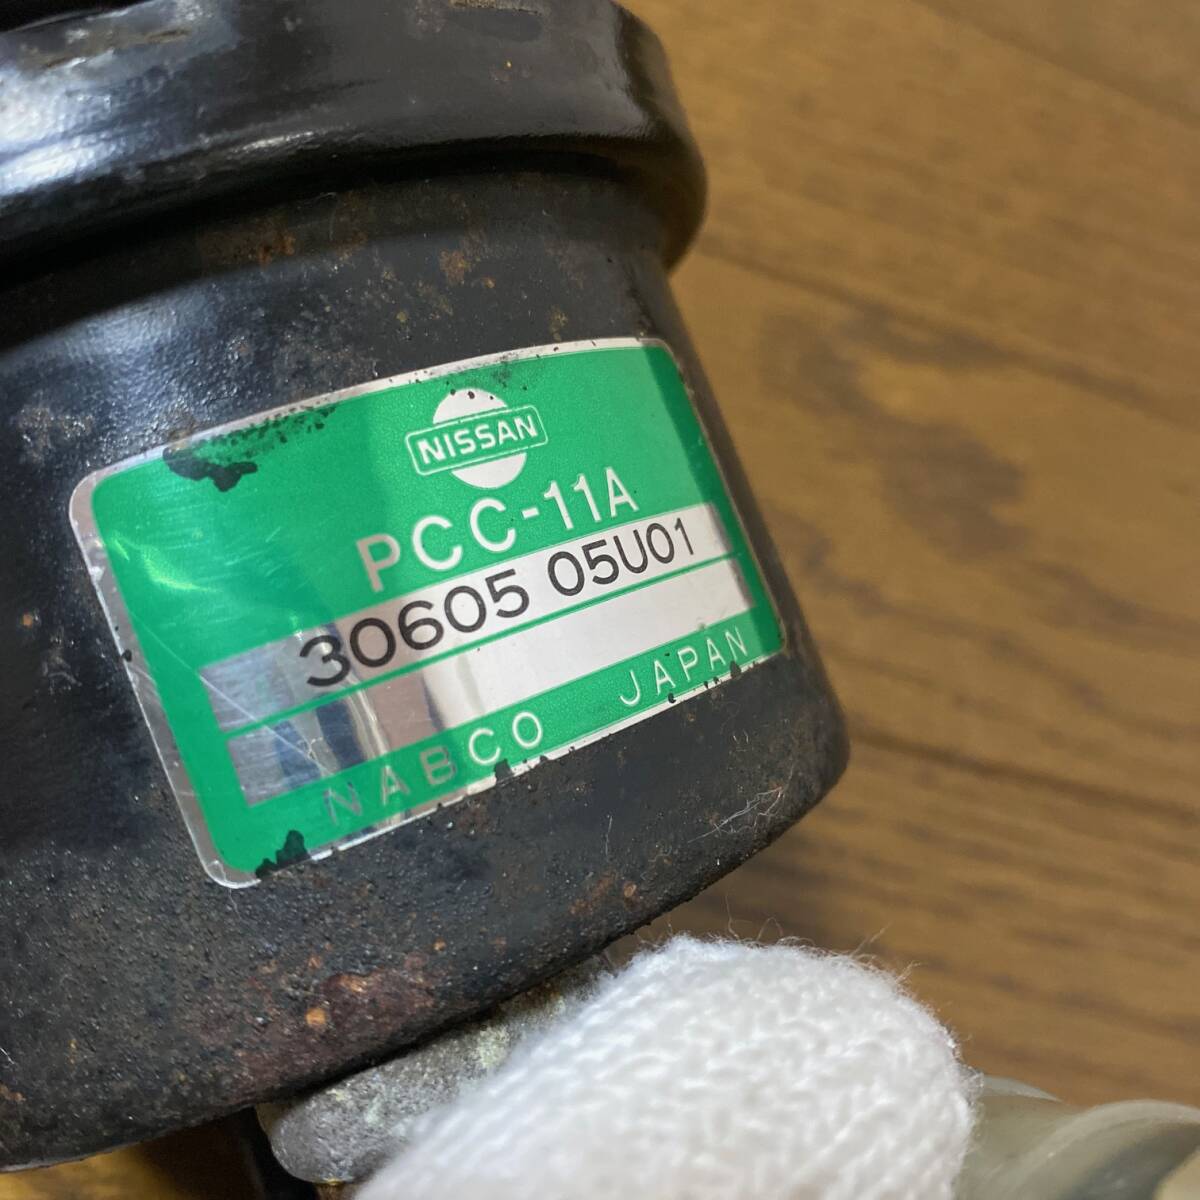 NISSAN
PCC-11A
30605 05U01
NABCO JAPAN